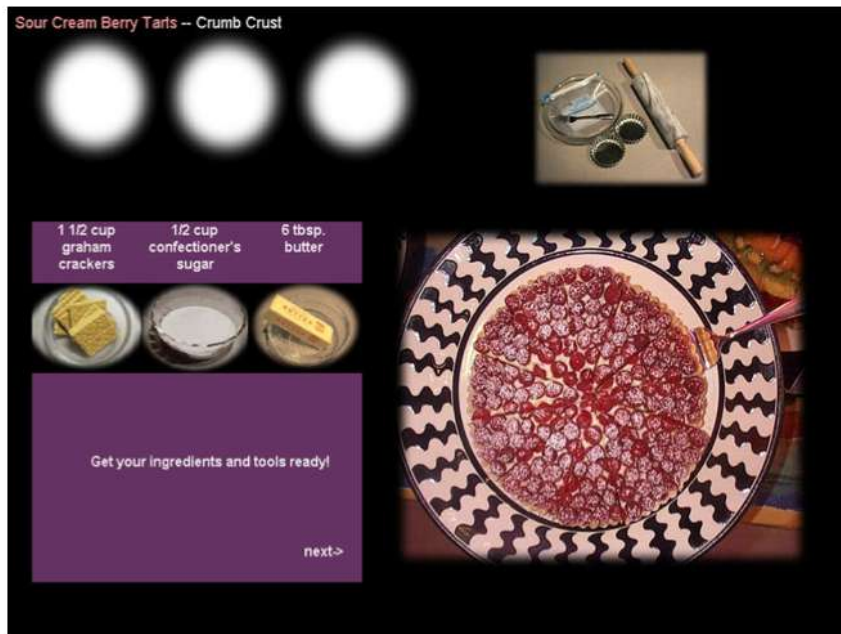 Sour Cream Berry Tarts -- Crumb Crust
1 1/2 cup
graham
crackers
1/2 cup
confectioner's
sugar
6 tbsp.
butter
Get your ingredients and tools ready!
next->